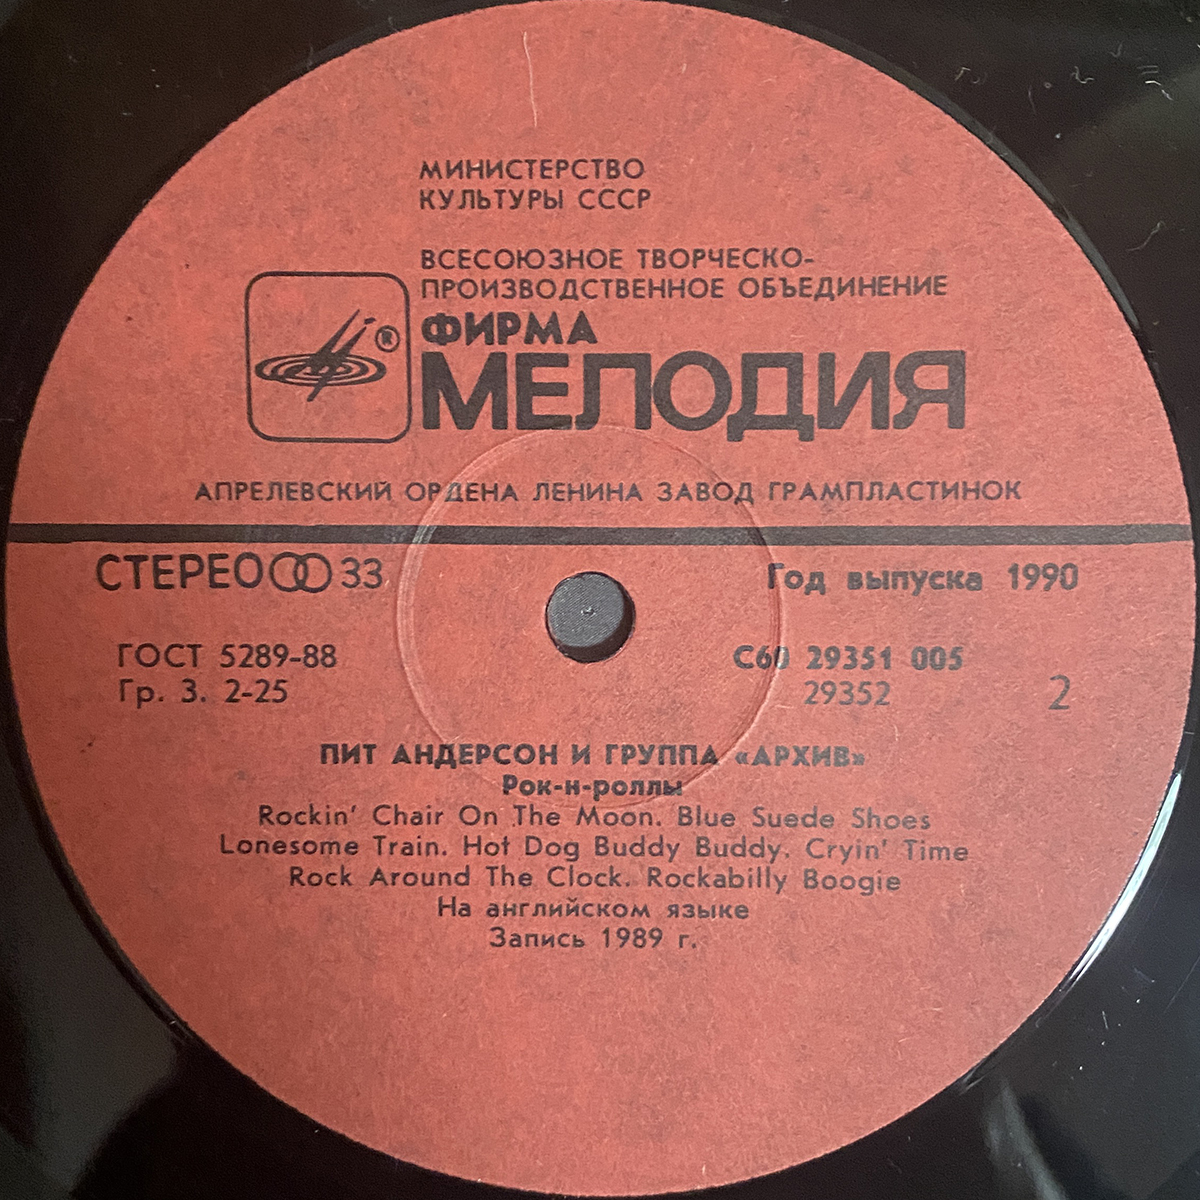 МИНИСТЕРСТВО
КУЛЬТУРЫ СССР
ВСЕСОЮЗНОЕ ТВОРЧЕСКО-
ПРОИЗВОДСТВЕННОЕ ОБЪЕДИНЕНИЕ
ФИРМА
®
МЕЛОДИЯ
АПРЕЛЕВСКИЙ ОРДЕНА ЛЕНИНА ЗАВОД ГРАМПЛАСТИНОК
СТЕРЕО 33
Год выпуска 1990
ГОСТ 5289-88
Гр. 3. 2-25
С60 29351 005
29352
2
ПИТ АНДЕРСОН И ГРУППА «АРХИВ»
Рок-н-роллы
Rockin' Chair On The Moon. Blue Suede Shoes
Lonesome Train. Hot Dog Buddy Buddy. Cryin' Time
Rock Around The Clock. Rockabilly Boogie
На английском языке
Запись 1989 г.